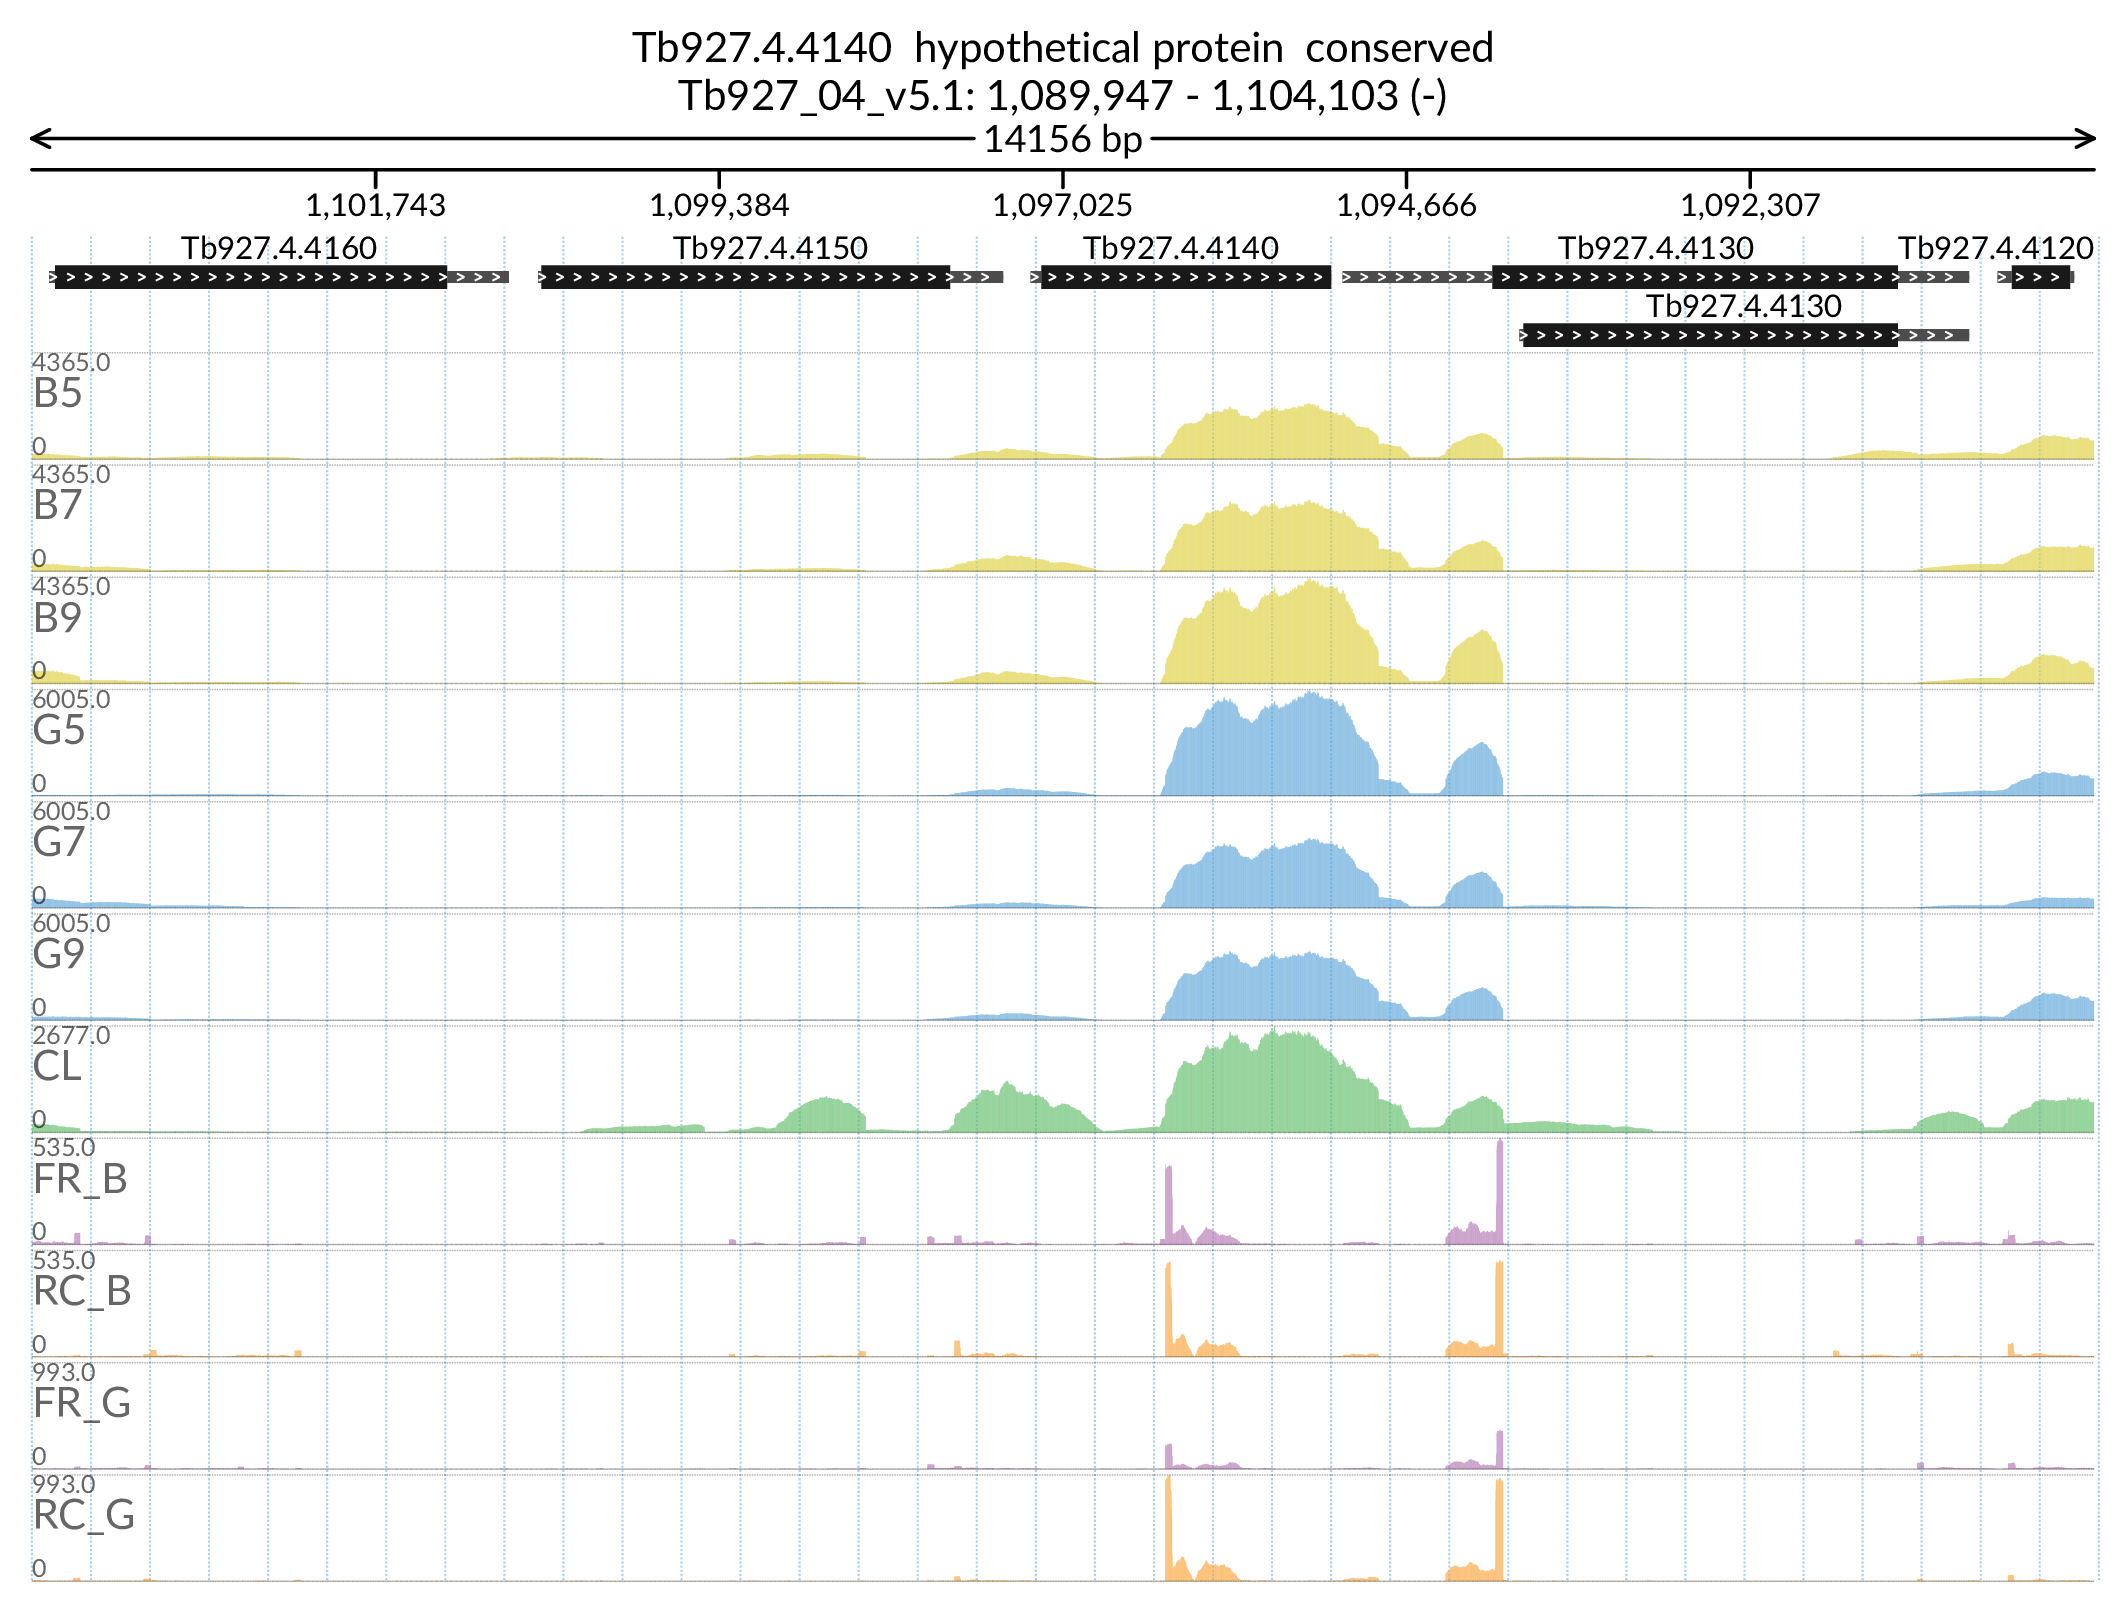 Tb927.4.4140 hypothetical protein conserved
Tb927_04_v5.1: 1,089,947 - 1,104,103 (-)
14156 bp
1,101,743 1,099,384 1,097,025 1,094,666 1,092,307
Tb927.4.4160 Tb927.4.4150 Tb927.4.4140 Tb927.4.4130 Tb927.4.4120
Tb927.4.4130
4365.0
B5
0
4365.0
B7
0
4365.0
B9
0
6005.0
G5
0
6005.0
G7
0
6005.0
G9
0
2677.0
CL
0
535.0
FR_B
0
535.0
RC_B
0
993.0
FR_G
0
993.0
RC_G
0